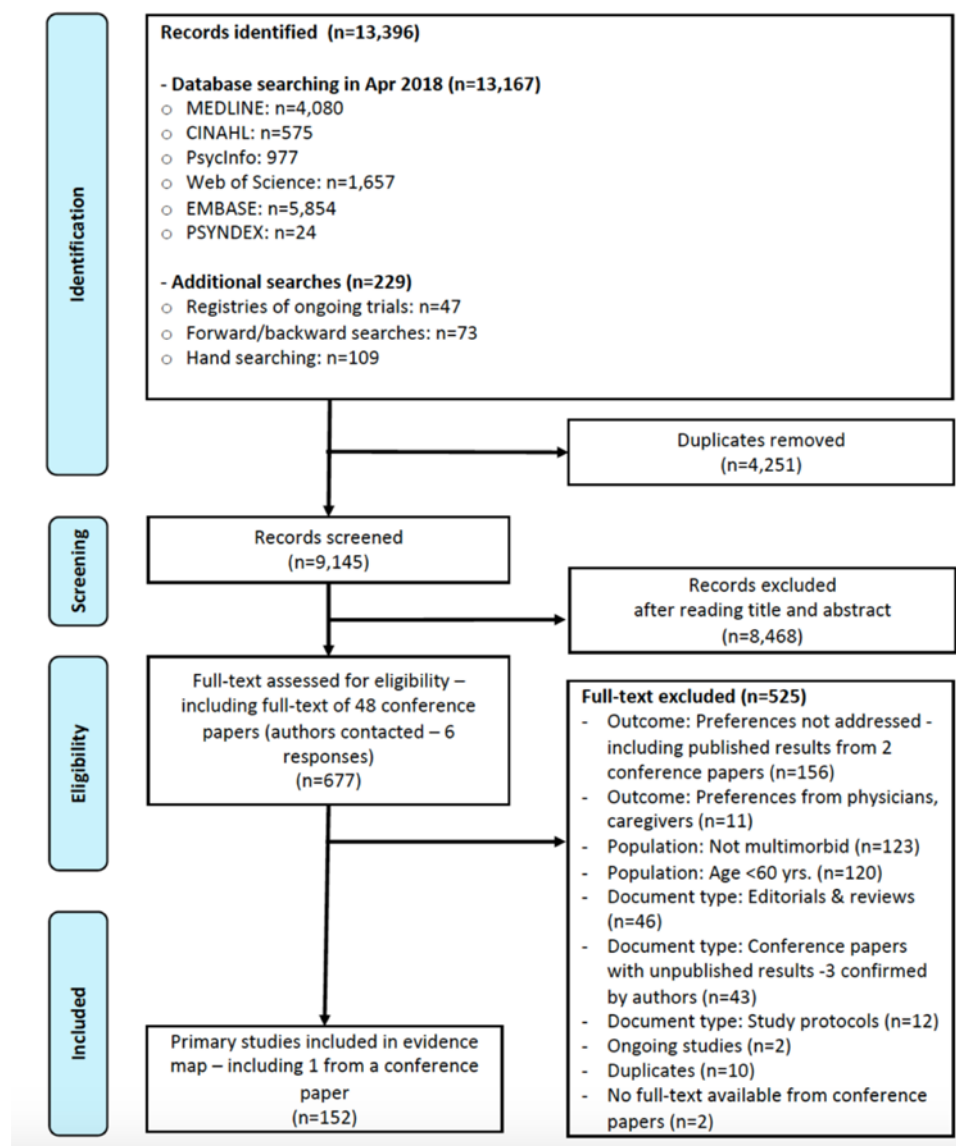 Identification
Records identified (n=13,396)
- Database searching in Apr 2018 (n=13,167)
○ MEDLINE: n=4,080
○ CINAHL: n=575
○ PsycInfo: 977
○ Web of Science: n=1,657
○ EMBASE: n=5,854
○ PSYNDEX: n=24
- Additional searches (n=229)
○ Registries of ongoing trials: n=47
○ Forward/backward searches: n=73
○ Hand searching: n=109
Duplicates removed
(n=4,251)
Screening
Records screened
(n=9,145)
Records excluded
after reading title and abstract
(n=8,468)
Eligibility
Full-text assessed for eligibility –
including full-text of 48 conference
papers (authors contacted – 6
responses)
(n=677)
Full-text excluded (n=525)
- Outcome: Preferences not addressed -
including published results from 2
conference papers (n=156)
- Outcome: Preferences from physicians,
caregivers (n=11)
- Population: Not multimorbid (n=123)
- Population: Age <60 yrs. (n=120)
- Document type: Editorials & reviews
(n=46)
- Document type: Conference papers
with unpublished results -3 confirmed
by authors (n=43)
- Document type: Study protocols (n=12)
- Ongoing studies (n=2)
- Duplicates (n=10)
- No full-text available from conference
papers (n=2)
Included
Primary studies included in evidence
map – including 1 from a conference
paper
(n=152)